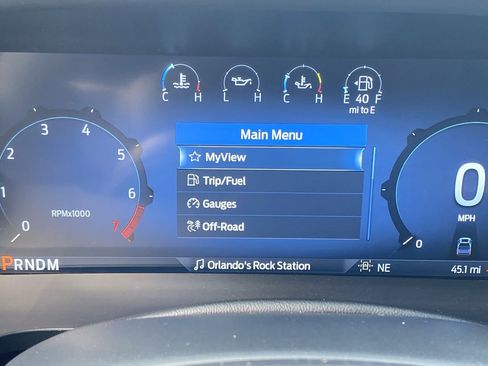 C H L H C H E F
40
mi to E
Main Menu
MyView
Trip/Fuel
Gauges
Off-Road
0 1 2 3 4 5 6 7
RPMx1000
0
MPH
0
PRNDM
Orlando's Rock Station
NE
45.1 mi